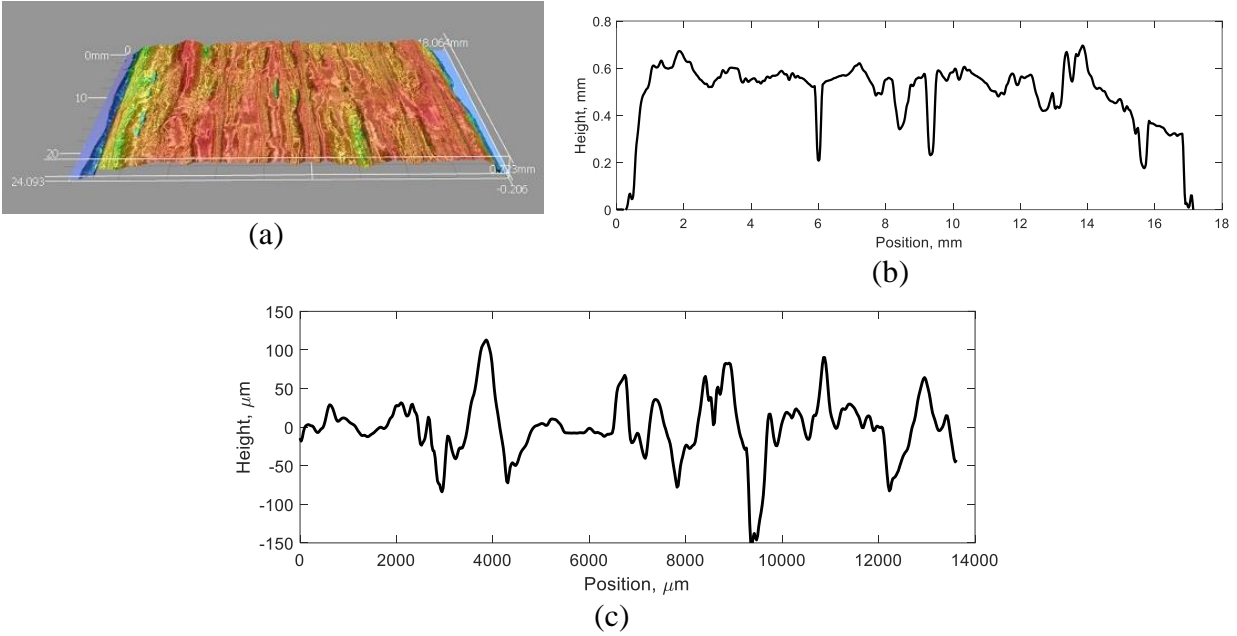 0mm
0
18.064mm
10
20
24.093
0.773mm
-0.206
(a)
0.8
0.6
0.4
0.2
0
Height, mm
0 2 4 6 8 10 12 14 16 18
Position, mm
(b)
150
100
50
0
-50
-100
-150
Height, μm
0 2000 4000 6000 8000 10000 12000 14000
Position, μm
(c)